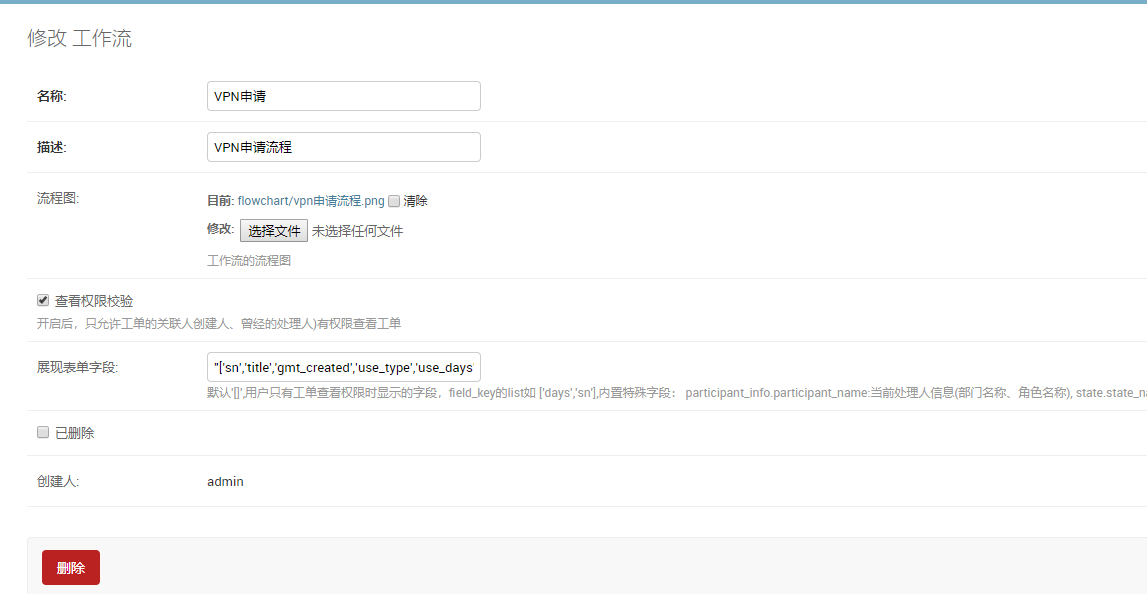 修改 工作流
名称:
VPN申请
描述:
VPN申请流程
流程图:
目前: flowchart/vpn申请流程.png 清除
修改: 选择文件 未选择任何文件
工作流的流程图
查看权限校验
开启后，只允许工单的关联人创建人、曾经的处理人)有权限查看工单
展现表单字段:
"['sn','title','gmt_created','use_type','use_days'
默认'[]',用户只有工单查看权限时显示的字段，field_key的list如 ['days','sn'],内置特殊字段： participant_info.participant_name:当前处理人信息(部门名称、角色名称), state.state_na
已删除
创建人:
admin
删除